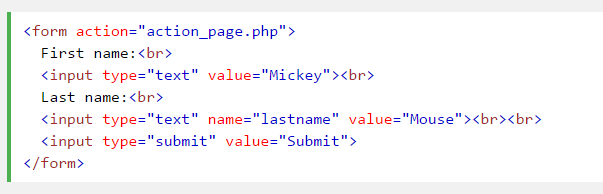 <form action="action_page.php">
First name:<br>
<input type="text" value="Mickey"><br>
Last name:<br>
<input type="text" name="lastname" value="Mouse"><br><br>
<input type="submit" value="Submit">
</form>